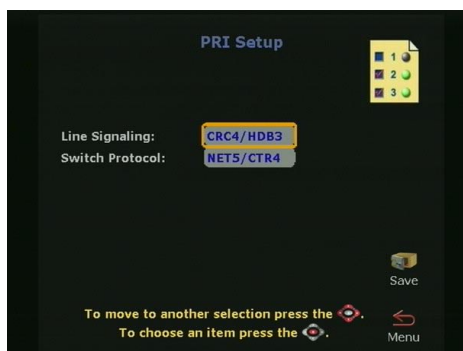 PRI Setup
1
2
3
Line Signaling: CRC4/HDB3
Switch Protocol: NET5/CTR4
Save
To move to another selection press the .
To choose an item press the .
Menu